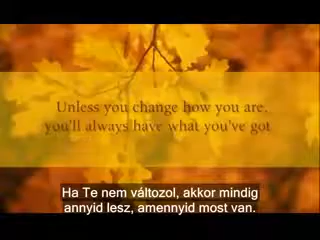 Unless you change how you are,
you'll always have what you've got
Ha Te nem változol, akkor mindig
annyid lesz, amennyid most van.